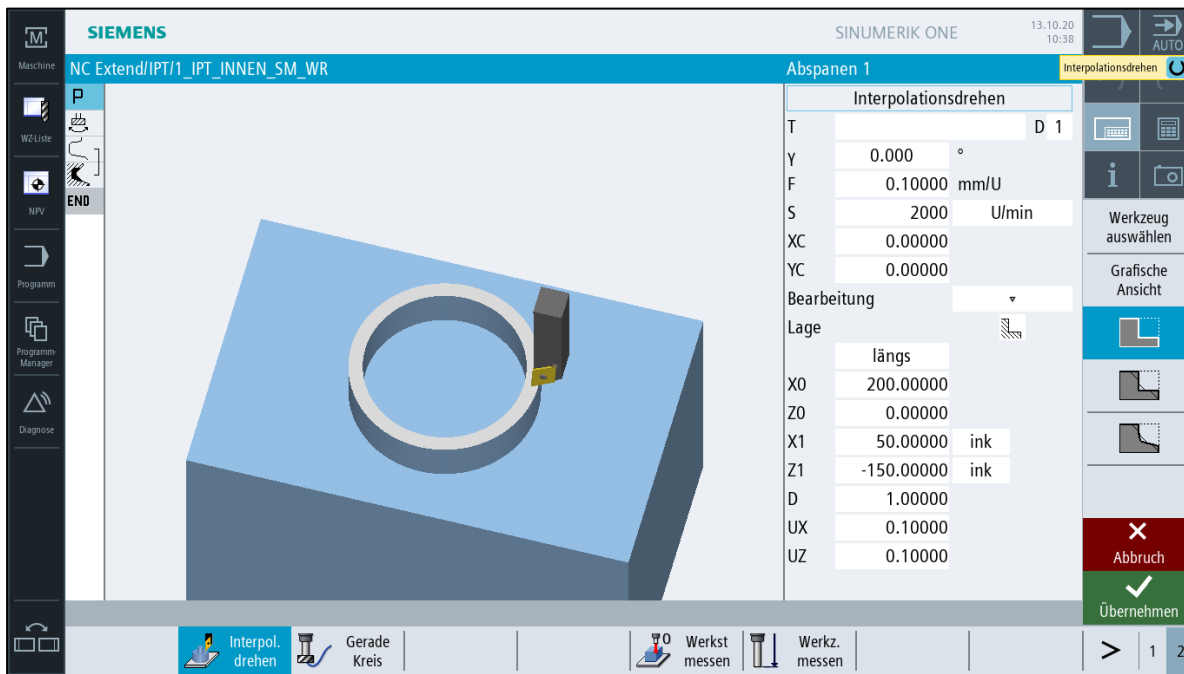 SIEMENS
SINUMERIK ONE
13.10.20
10:38
M
AUTO
Maschine
NC Extend/IPT/1_IPT_INNEN_SM_WR
Abspanen 1
Interpolationsdrehen
P
Interpolationsdrehen
T D 1
WZ-Liste
γ 0.000 °
F 0.10000 mm/U
END
i
NPV
S 2000 U/min
Werkzeug
auswählen
XC 0.00000
YC 0.00000
Grafische
Ansicht
Programm
Bearbeitung ▿
Lage
längs
Programm-
Manager
X0 200.00000
Z0 0.00000
Diagnose
X1 50.00000 ink
Z1 -150.00000 ink
D 1.00000
UX 0.10000
UZ 0.10000
Abbruch
Übernehmen
Interpol.
drehen
Gerade
Kreis
Werkst
messen
Werkz.
messen
> 1 2